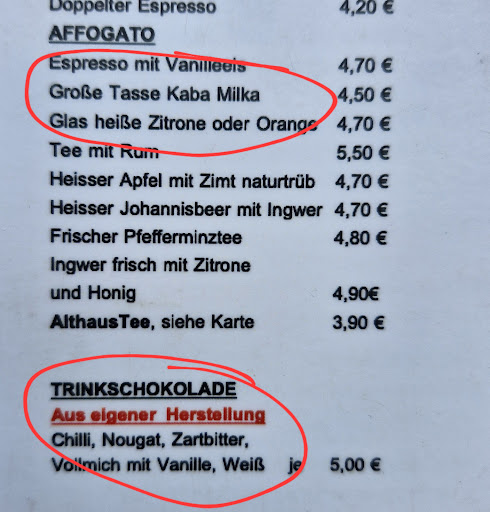 Doppelter Espresso 4,20 €
AFFOGATO
Espresso mit Vanilleeis 4,70 €
Große Tasse Kaba Milka 4,50 €
Glas heiße Zitrone oder Orange 4,70 €
Tee mit Rum 5,50 €
Heisser Apfel mit Zimt naturtrüb 4,70 €
Heisser Johannisbeer mit Ingwer 4,70 €
Frischer Pfefferminztee 4,80 €
Ingwer frisch mit Zitrone
und Honig 4,90€
AlthausTee, siehe Karte 3,90 €
TRINKSCHOKOLADE
Aus eigener Herstellung
Chilli, Nougat, Zartbitter,
Vollmich mit Vanille, Weiß je 5,00 €